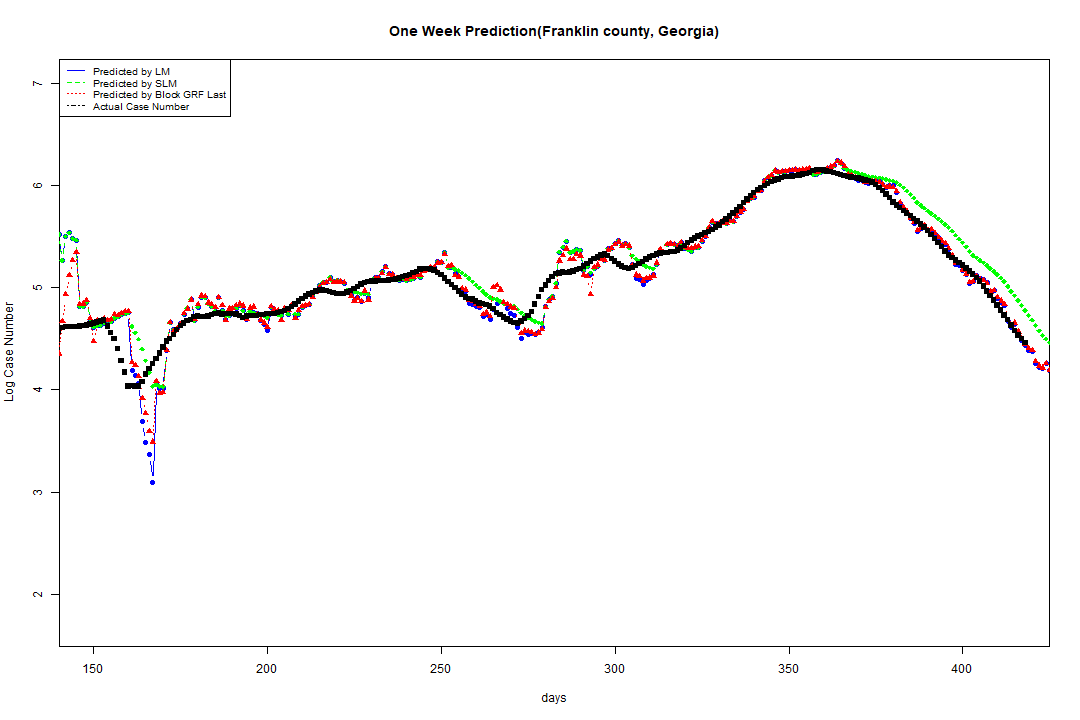 One Week Prediction(Franklin county, Georgia)
Predicted by LM
Predicted by SLM
Predicted by Block GRF Last
Actual Case Number
Log Case Number
7
6
5
4
3
2
150 200 250 300 350 400
days